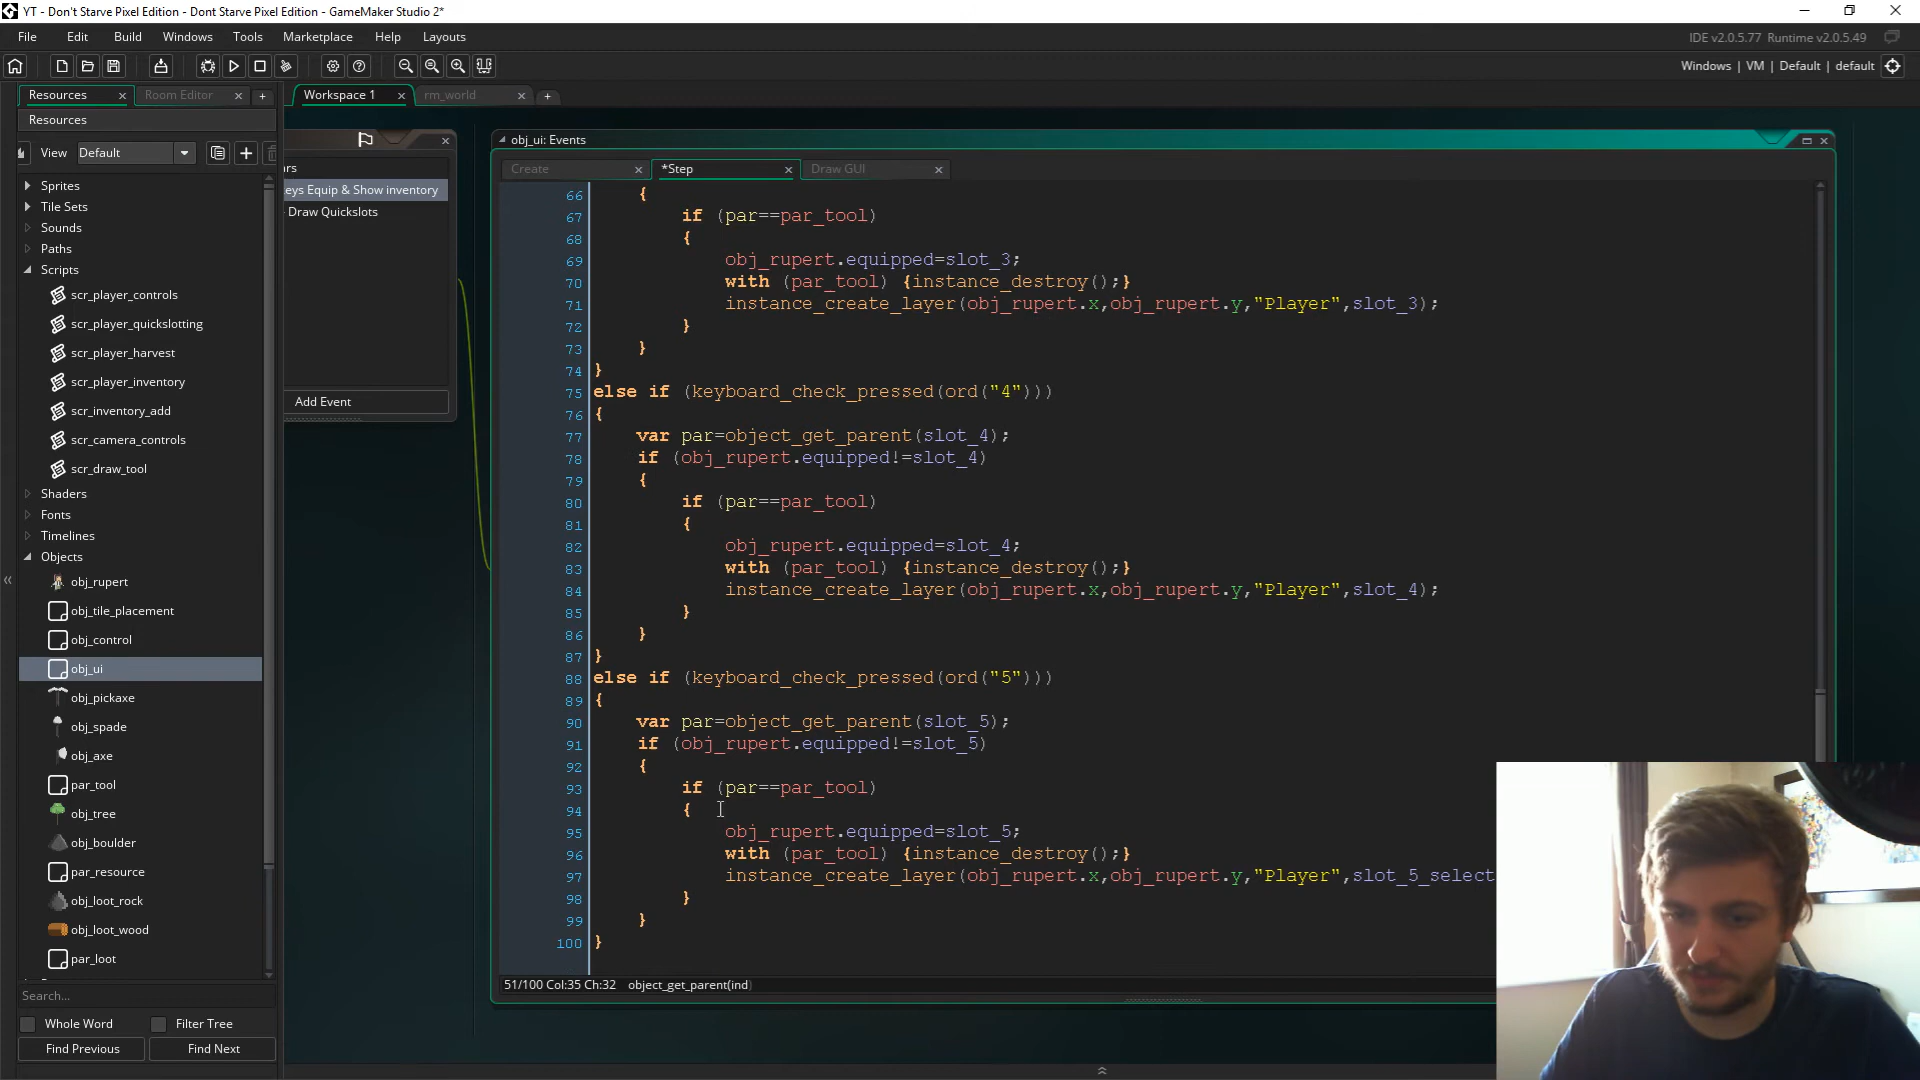 YT - Don't Starve Pixel Edition - Dont Starve Pixel Edition - GameMaker Studio 2*
File Edit Build Windows Tools Marketplace Help Layouts
IDE v2.0.5.77 Runtime v2.0.5.49
Windows | VM | Default | default
Resources Room Editor
Workspace 1 rm_world
Resources
View Default
Sprites
Tile Sets
Sounds
Paths
Scripts
scr_player_controls
scr_player_quickslotting
scr_player_harvest
scr_player_inventory
scr_inventory_add
scr_camera_controls
scr_draw_tool
Shaders
Fonts
Timelines
Objects
obj_rupert
obj_tile_placement
obj_control
obj_ui
obj_pickaxe
obj_spade
obj_axe
par_tool
obj_tree
obj_boulder
par_resource
obj_loot_rock
obj_loot_wood
par_loot
Search...
Whole Word Filter Tree
Find Previous Find Next
ars
eys Equip & Show inventory
- Draw Quickslots
Add Event
obj_ui: Events
Create *Step Draw GUI
66 {
67 if (par==par_tool)
68 {
69 obj_rupert.equipped=slot_3;
70 with (par_tool) {instance_destroy();}
71 instance_create_layer(obj_rupert.x,obj_rupert.y,"Player",slot_3);
72 }
73 }
74 }
75 else if (keyboard_check_pressed(ord("4")))
76 {
77 var par=object_get_parent(slot_4);
78 if (obj_rupert.equipped!=slot_4)
79 {
80 if (par==par_tool)
81 {
82 obj_rupert.equipped=slot_4;
83 with (par_tool) {instance_destroy();}
84 instance_create_layer(obj_rupert.x,obj_rupert.y,"Player",slot_4);
85 }
86 }
87 }
88 else if (keyboard_check_pressed(ord("5")))
89 {
90 var par=object_get_parent(slot_5);
91 if (obj_rupert.equipped!=slot_5)
92 {
93 if (par==par_tool)
94 {
95 obj_rupert.equipped=slot_5;
96 with (par_tool) {instance_destroy();}
97 instance_create_layer(obj_rupert.x,obj_rupert.y,"Player",slot_5_select
98 }
99 }
100 }
51/100 Col:35 Ch:32 object_get_parent(ind)